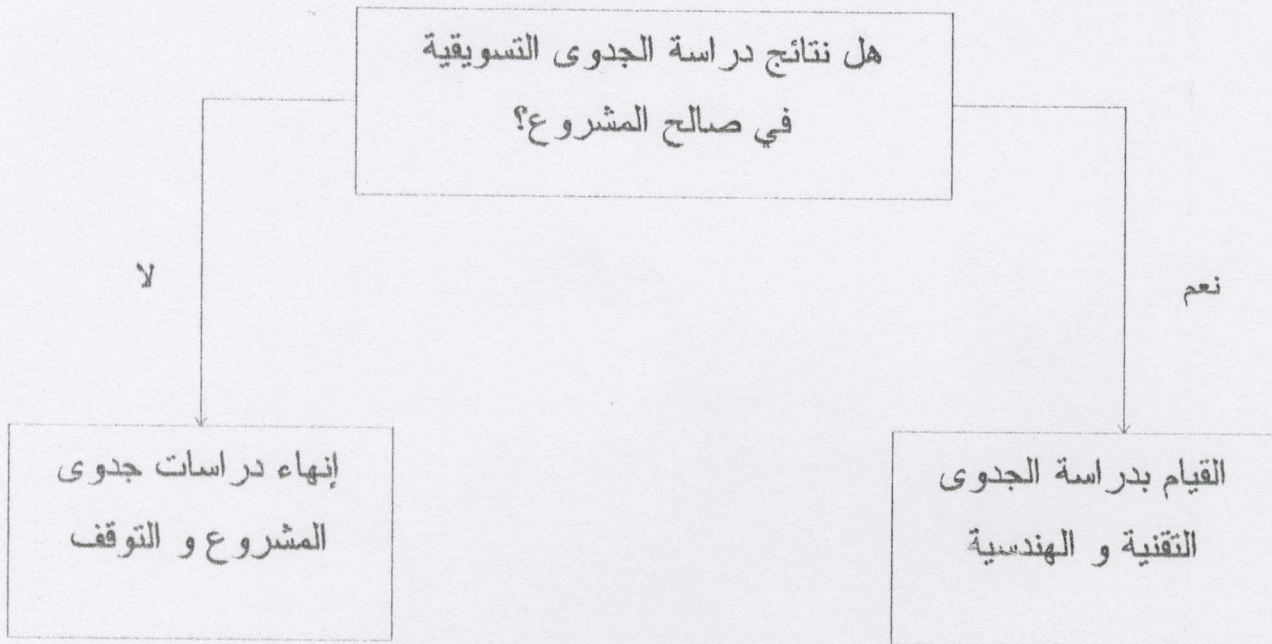 هل نتائج دراسة الجدوى التسويقية
في صالح المشروع؟
نعم
لا
القيام بدراسة الجدوى
التقنية و الهندسية
إنهاء دراسات جدوى
المشروع و التوقف